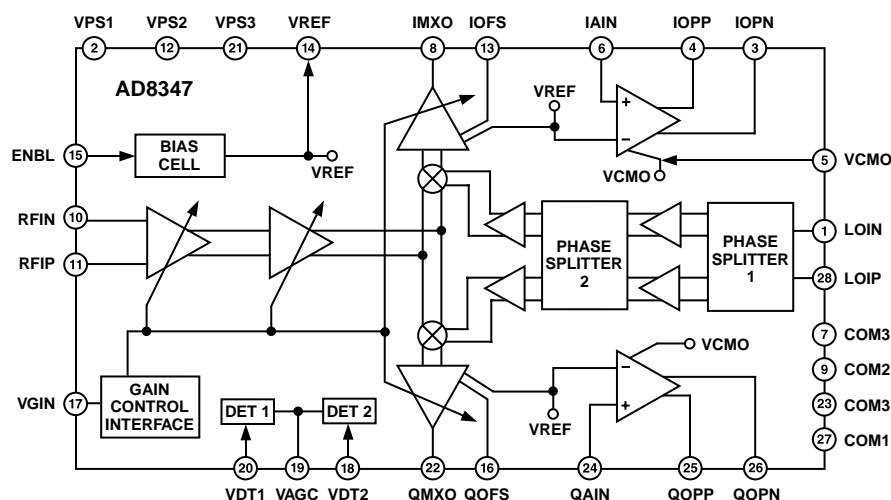 VPS1 VPS2 VPS3 VREF IMXO IOFS IAIN IOPP IOPN
2 12 21 14 8 13 6 4 3
AD8347
VREF
+
−
ENBL 15
BIAS
CELL
VREF
VCMO
5 VCMO
RFIN 10
RFIP 11
PHASE
SPLITTER
2
PHASE
SPLITTER
1
1 LOIN
28 LOIP
7 COM3
9 COM2
23 COM3
27 COM1
VCMO
−
+
VREF
VGIN 17
GAIN
CONTROL
INTERFACE
DET 1
DET 2
20 19 18 22 16 24 25 26
VDT1 VAGC VDT2 QMXO QOFS QAIN QOPP QOPN